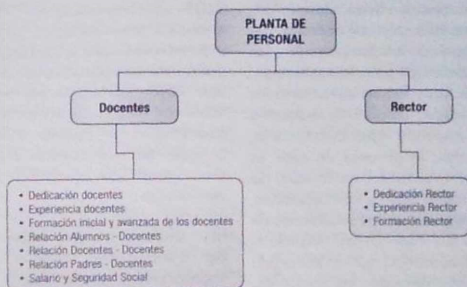 PLANTA DE
PERSONAL
Docentes
Rector
• Dedicación docentes
• Experiencia docentes
• Formación inicial y avanzada de los docentes
• Relación Alumnos - Docentes
• Relación Docentes - Docentes
• Relación Padres - Docentes
• Salario y Seguridad Social
• Dedicación Rector
• Experiencia Rector
• Formación Rector